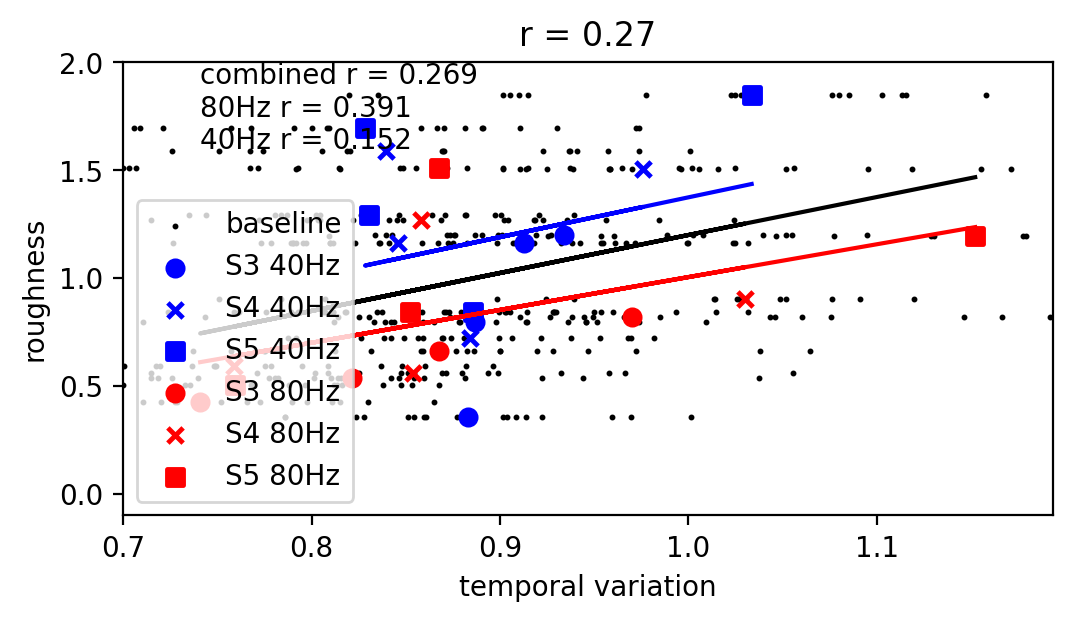 r = 0.27
combined r = 0.269
80Hz r = 0.391
40Hz r = 0.152
2.0
1.5
1.0
0.5
0.0
roughness
baseline
S3 40Hz
S4 40Hz
S5 40Hz
S3 80Hz
S4 80Hz
S5 80Hz
0.7 0.8 0.9 1.0 1.1
temporal variation